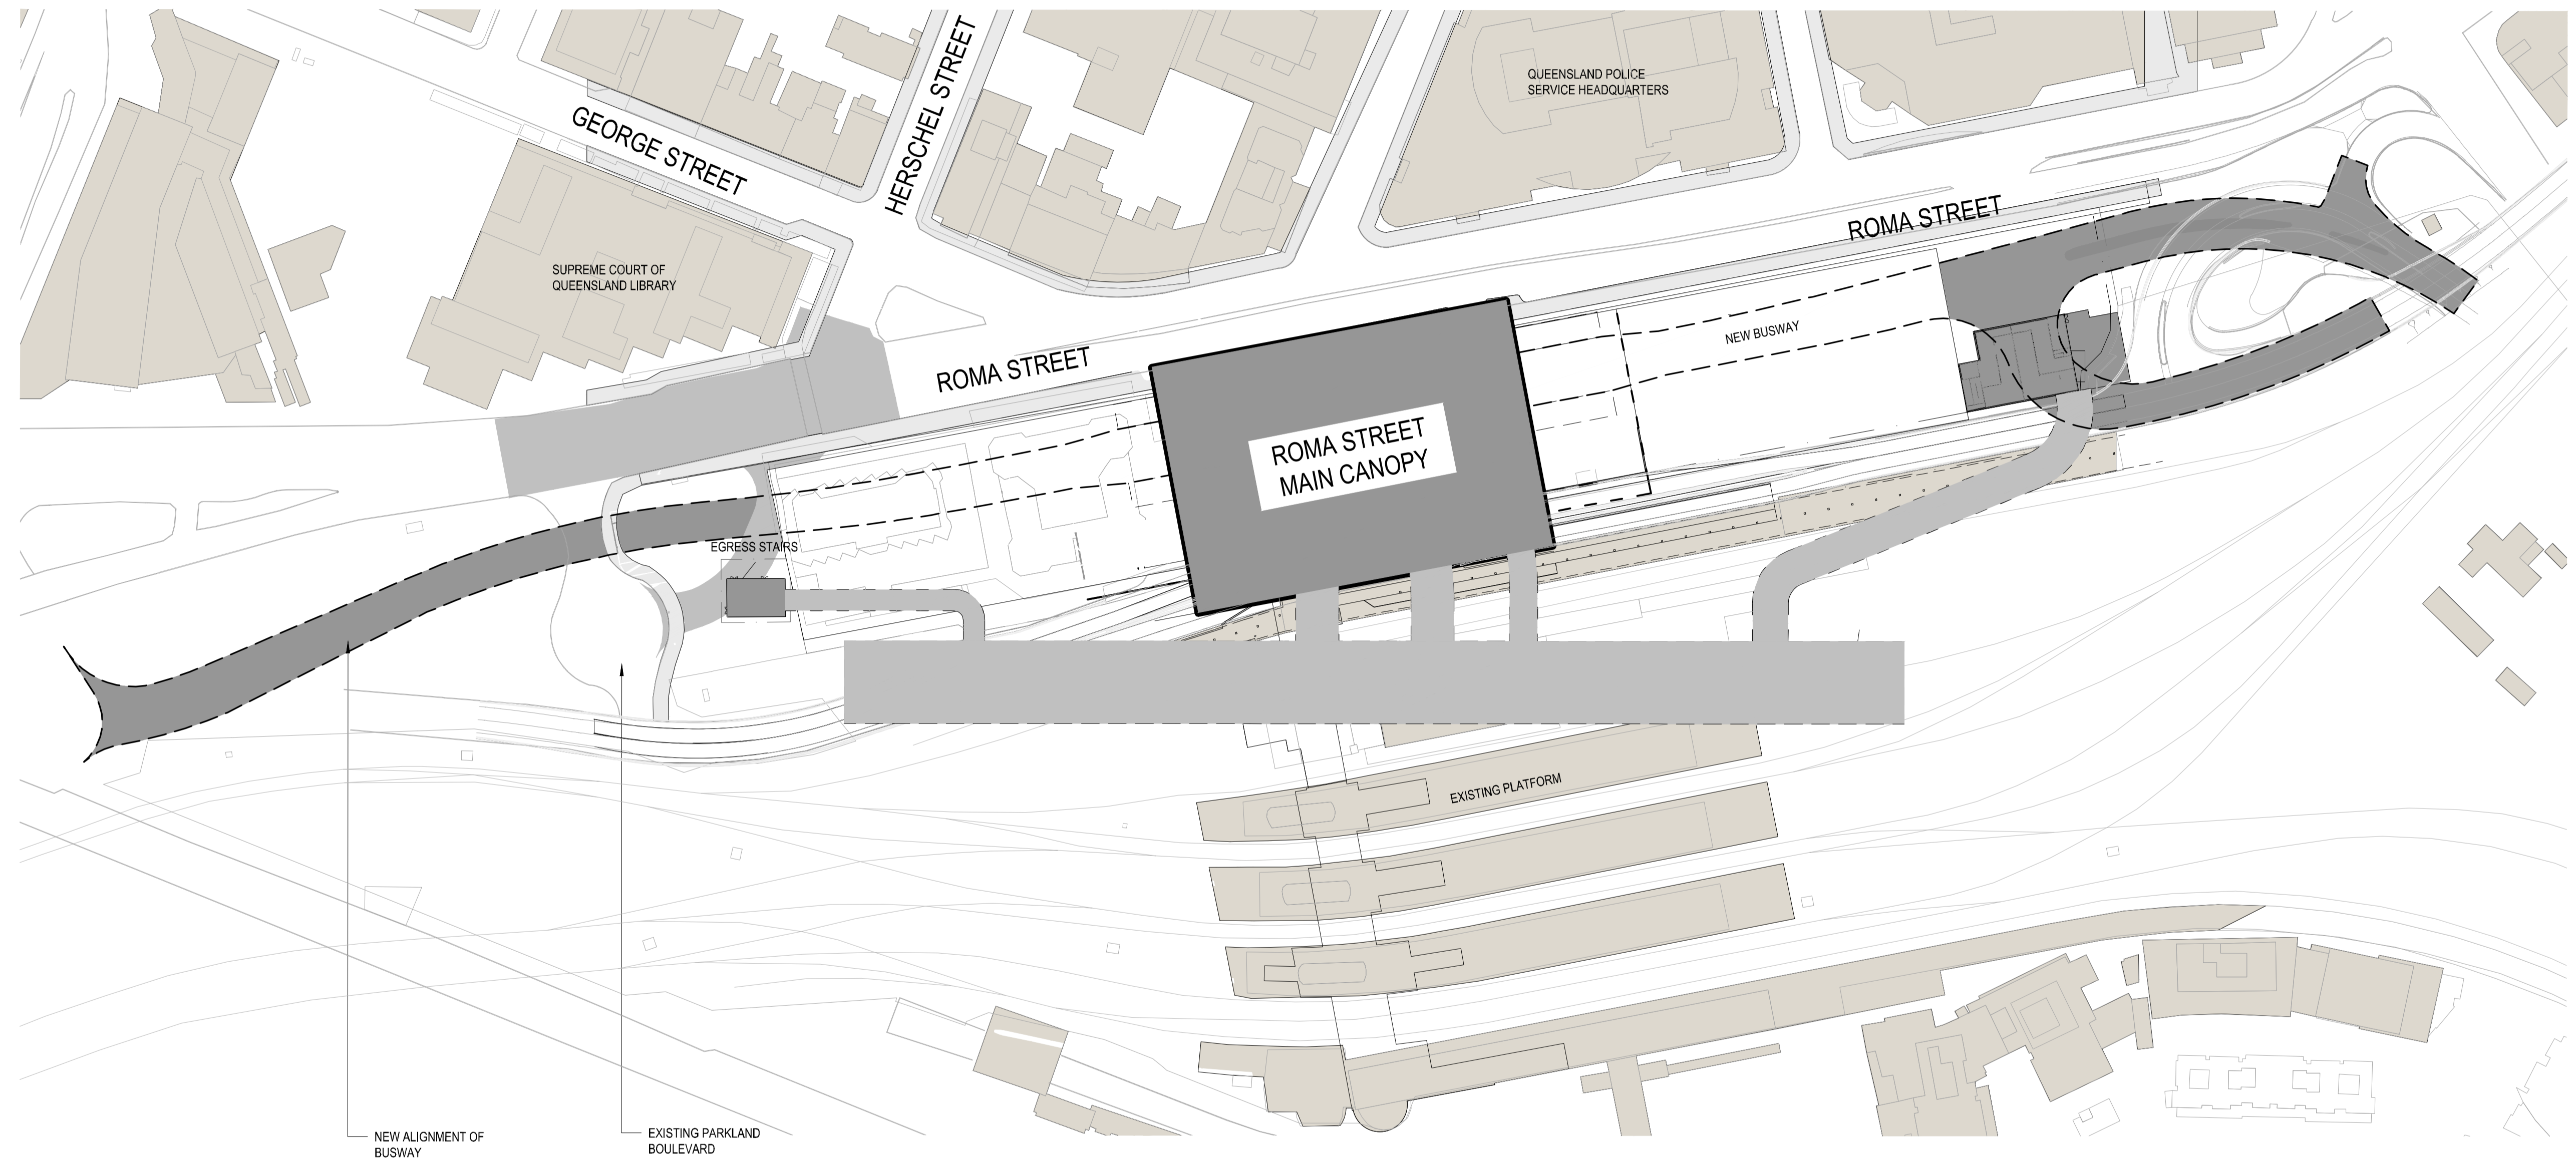 QUEENSLAND POLICE
SERVICE HEADQUARTERS
GEORGE STREET
HERSCHEL STREET
ROMA STREET
SUPREME COURT OF
QUEENSLAND LIBRARY
NEW BUSWAY
ROMA STREET
ROMA STREET
MAIN CANOPY
EGRESS STAIRS
EXISTING PLATFORM
NEW ALIGNMENT OF
BUSWAY
EXISTING PARKLAND
BOULEVARD